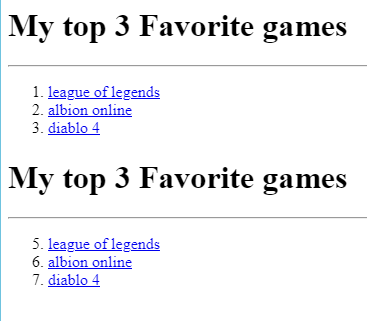 My top 3 Favorite games
1. league of legends
2. albion online
3. diablo 4
My top 3 Favorite games
5. league of legends
6. albion online
7. diablo 4